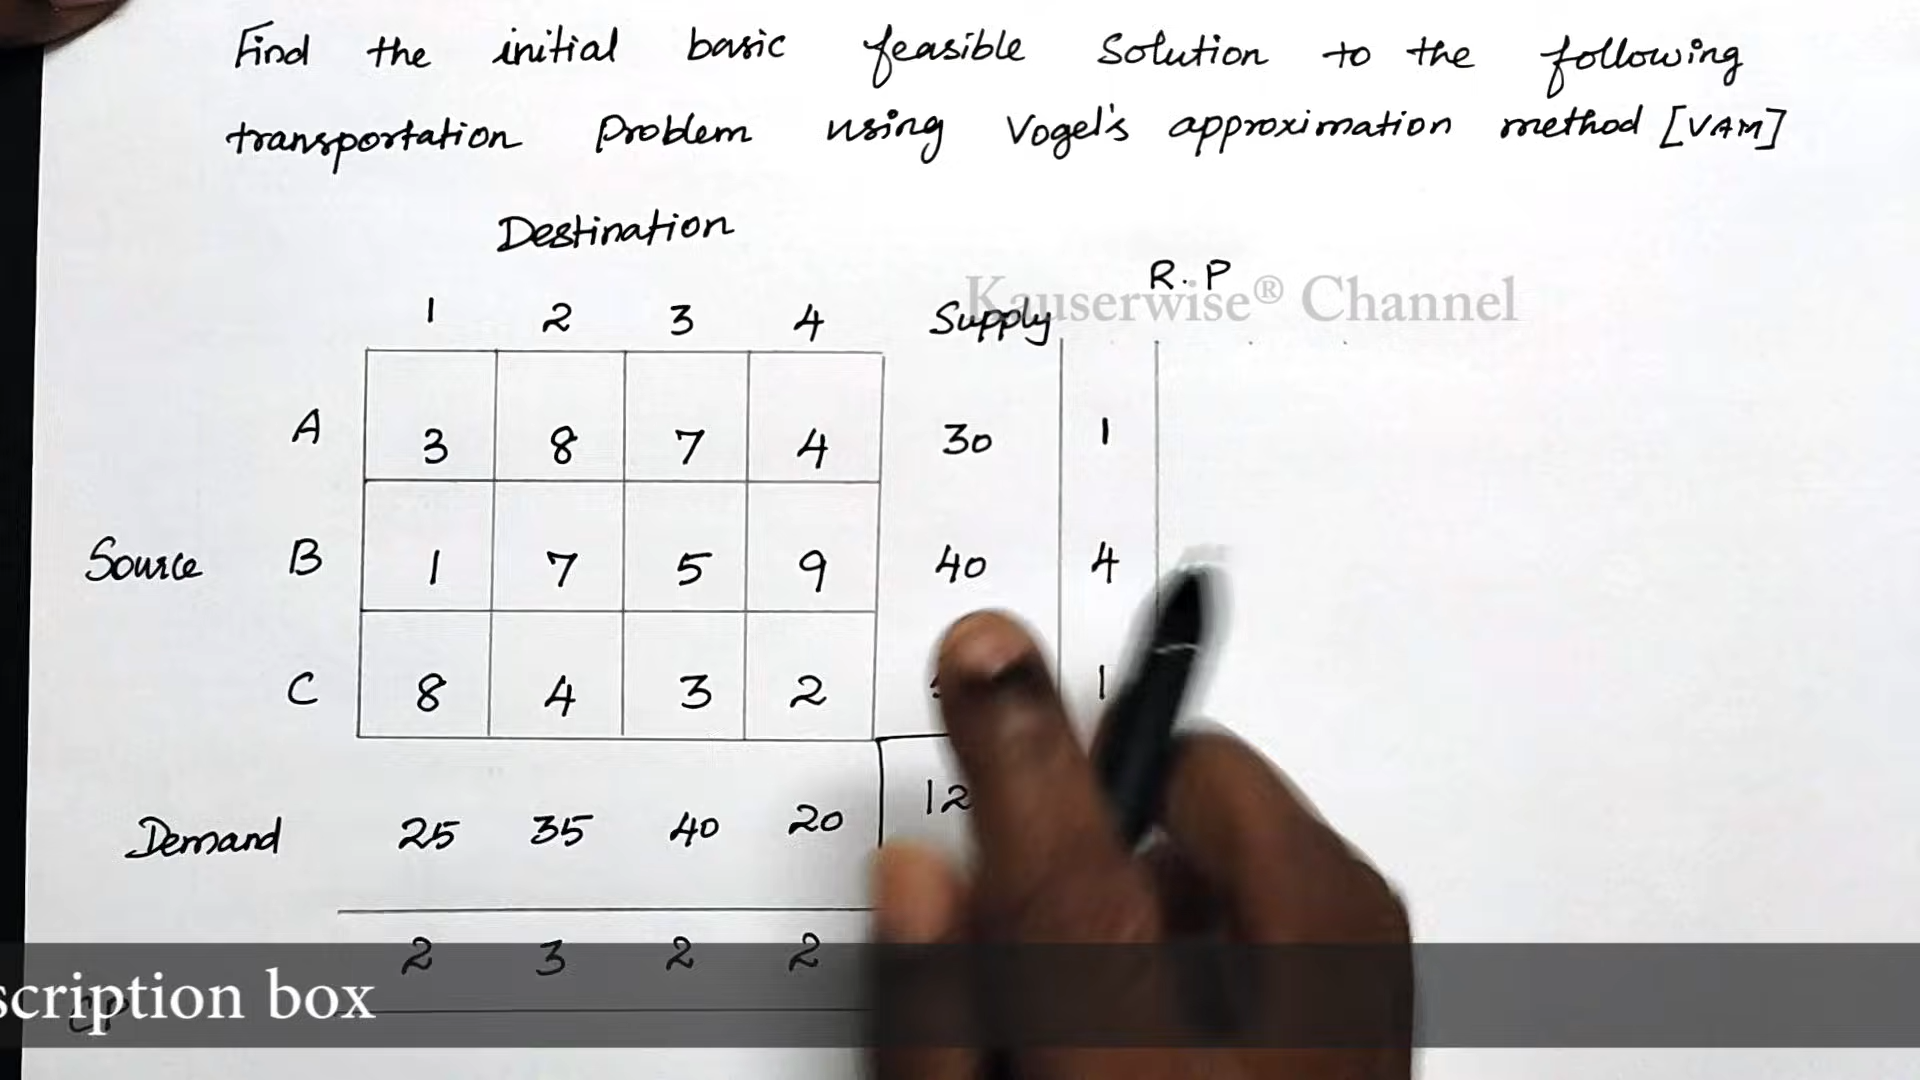 Find the initial basic feasible Solution to the following
transportation Problem using Vogel's approximation method [VAM]
Destination
R.P
Kauserwise® Channel
1 2 3 4 Supply
A 3 8 7 4 30 1
Source B 1 7 5 9 40 4
C 8 4 3 2 1
Demand 25 35 40 20 12
2 3 2 2
scription box